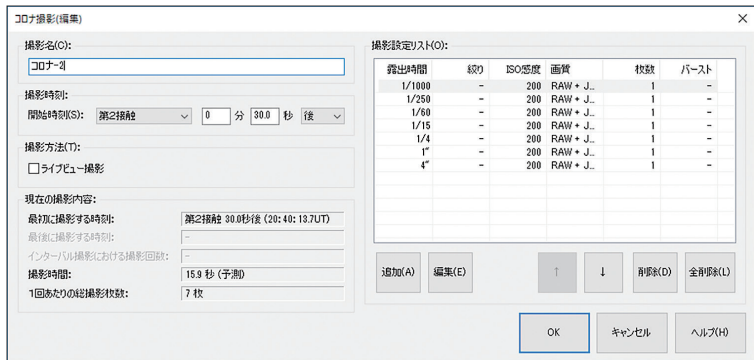 コロナ撮影(編集)
撮影名(C):
コロナ-2
撮影時刻:
開始時刻(S): 第2接触 0 分 30.0 秒 後
撮影方法(T):
ライブビュー撮影
現在の撮影内容:
最初に撮影する時刻: 第2接触 30.0秒後 (20:40:13.7UT)
最後に撮影する時刻: -
インターバル撮影における撮影回数: -
撮影時間: 15.9 秒 (予測)
1回あたりの総撮影枚数: 7 枚
撮影設定リスト(O):
露出時間 絞り ISO感度 画質 枚数 バースト
1/1000 - 200 RAW + J... 1 -
1/250 - 200 RAW + J... 1 -
1/60 - 200 RAW + J... 1 -
1/15 - 200 RAW + J... 1 -
1/4 - 200 RAW + J... 1 -
1" - 200 RAW + J... 1 -
4" - 200 RAW + J... 1 -
追加(A) 編集(E) ↑ ↓ 削除(D) 全削除(L)
OK キャンセル ヘルプ(H)